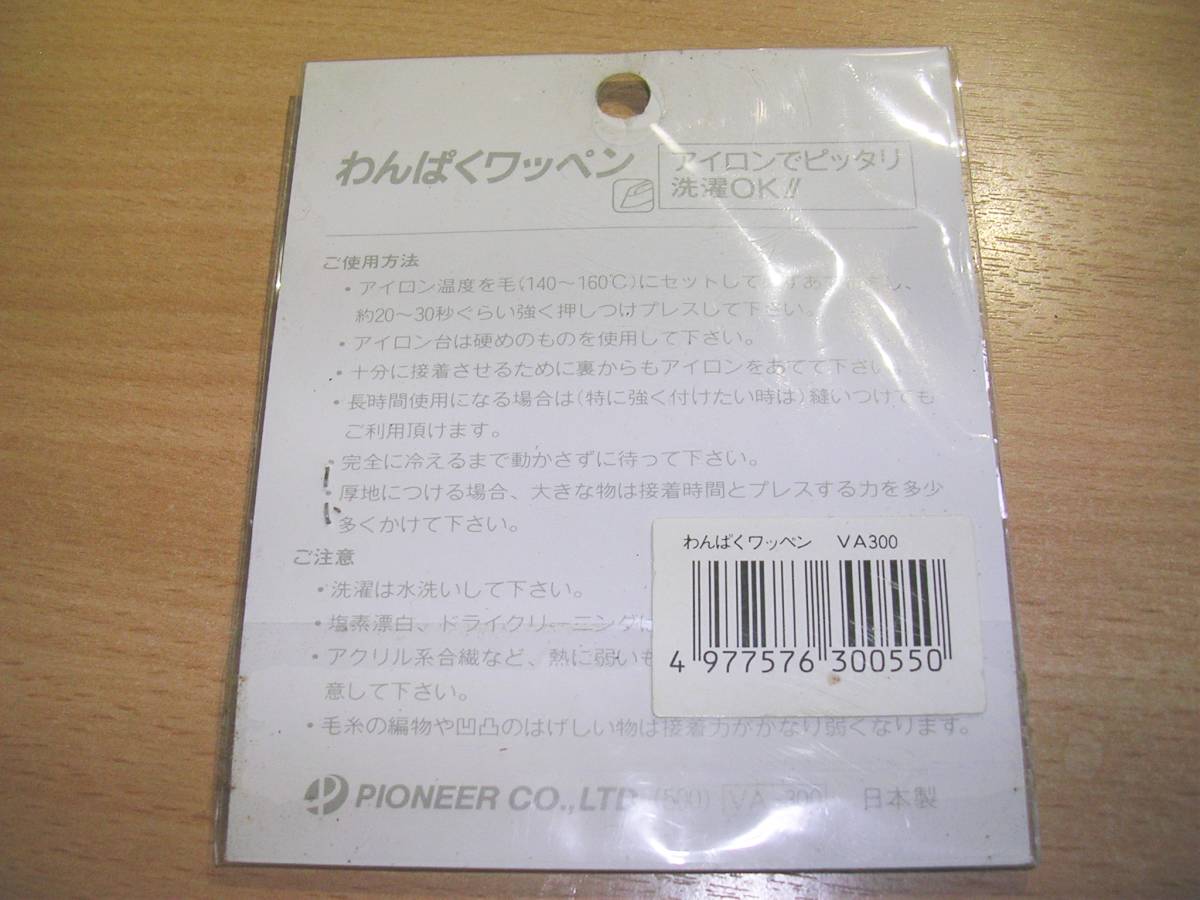 わんぱくワッペン
アイロンでピッタリ
洗濯OK!!
ご使用方法
・アイロン温度を毛(140～160℃)にセットして
約20～30秒ぐらい強く押しつけプレスして下さい。
・アイロン台は硬めのものを使用して下さい。
・十分に接着させるために裏からもアイロンをあてて下さい
・長時間使用になる場合は(特に強く付けたい時は)縫いつけても
ご利用頂けます。
・完全に冷えるまで動かさずに待って下さい。
・厚地につける場合、大きな物は接着時間とプレスする力を多少
多くかけて下さい。
ご注意
・洗濯は水洗いして下さい。
・塩素漂白、ドライクリーニングは
・アクリル系合繊など、熱に弱いも
意して下さい。
・毛糸の編物や凹凸のはげしい物は接着力がかなり弱くなります。
わんぱくワッペン VA300
4 977576 300550
PIONEER CO.,LTD. (500) VA-300 日本製